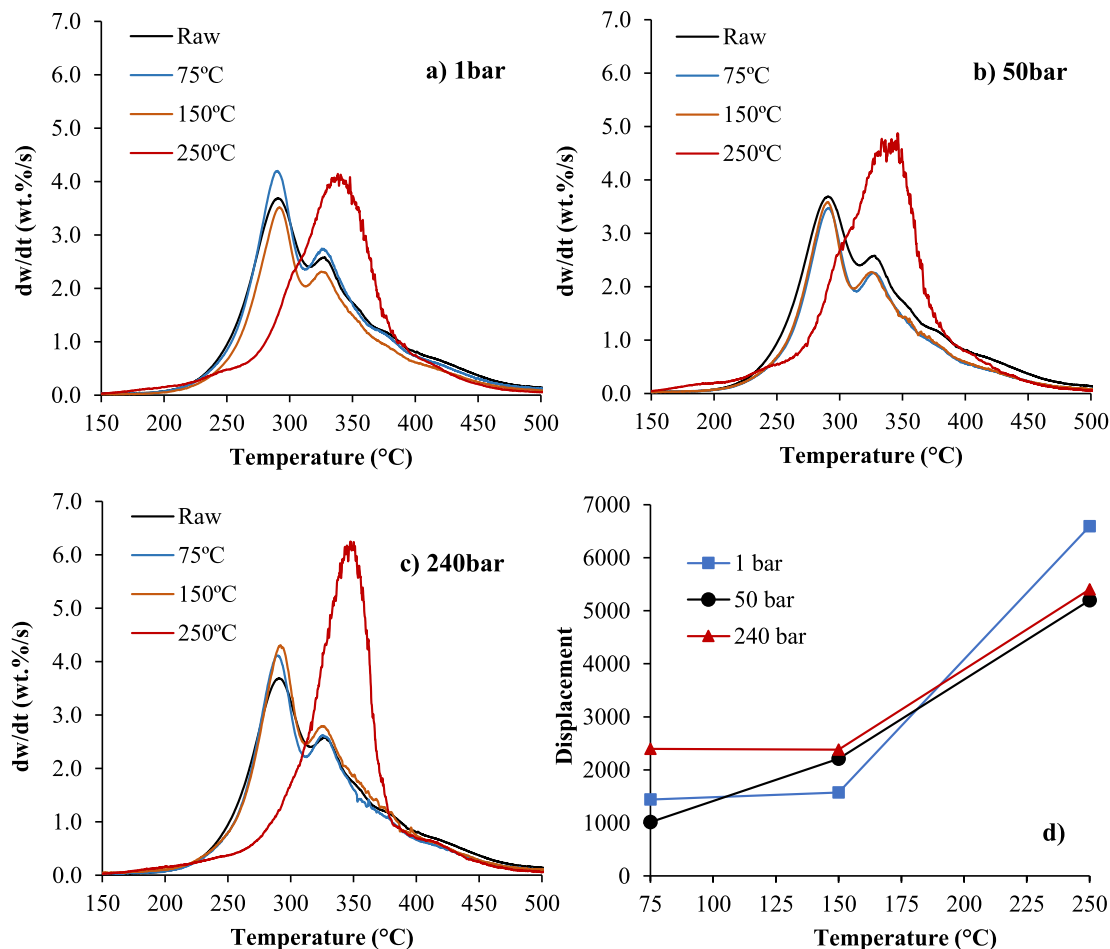 7.0
6.0
5.0
4.0
3.0
2.0
1.0
0.0
dw/dt (wt.%/s)
Raw
75ºC
150ºC
250ºC
a) 1bar
150 200 250 300 350 400 450 500
Temperature (°C)
7.0
6.0
5.0
4.0
3.0
2.0
1.0
0.0
dw/dt (wt.%/s)
Raw
75ºC
150ºC
250ºC
b) 50bar
150 200 250 300 350 400 450 500
Temperature (°C)
7.0
6.0
5.0
4.0
3.0
2.0
1.0
0.0
dw/dt (wt.%/s)
Raw
75ºC
150ºC
250ºC
c) 240bar
150 200 250 300 350 400 450 500
Temperature (°C)
7000
6000
5000
4000
3000
2000
1000
0
Displacement
1 bar
50 bar
240 bar
d)
75 100 125 150 175 200 225 250
Temperature (°C)